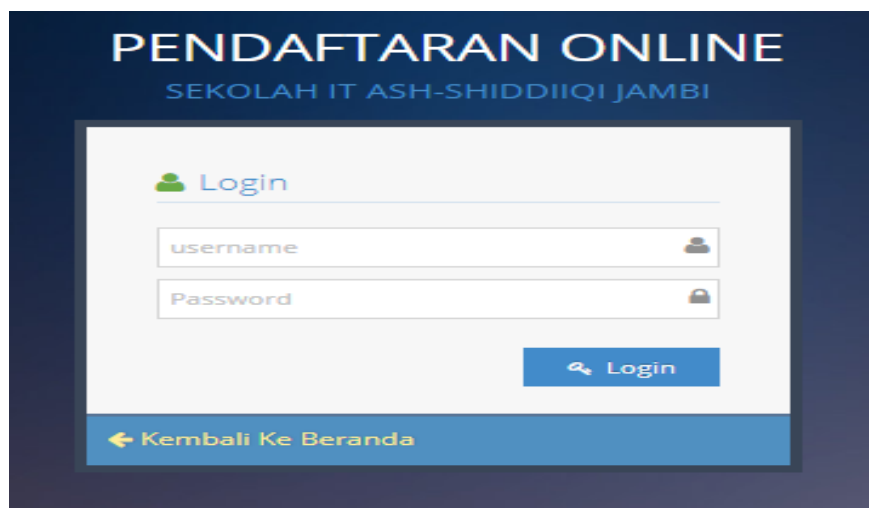 PENDAFTARAN ONLINE
SEKOLAH IT ASH-SHIDDIIQI JAMBI
Login
username
Password
Login
Kembali Ke Beranda